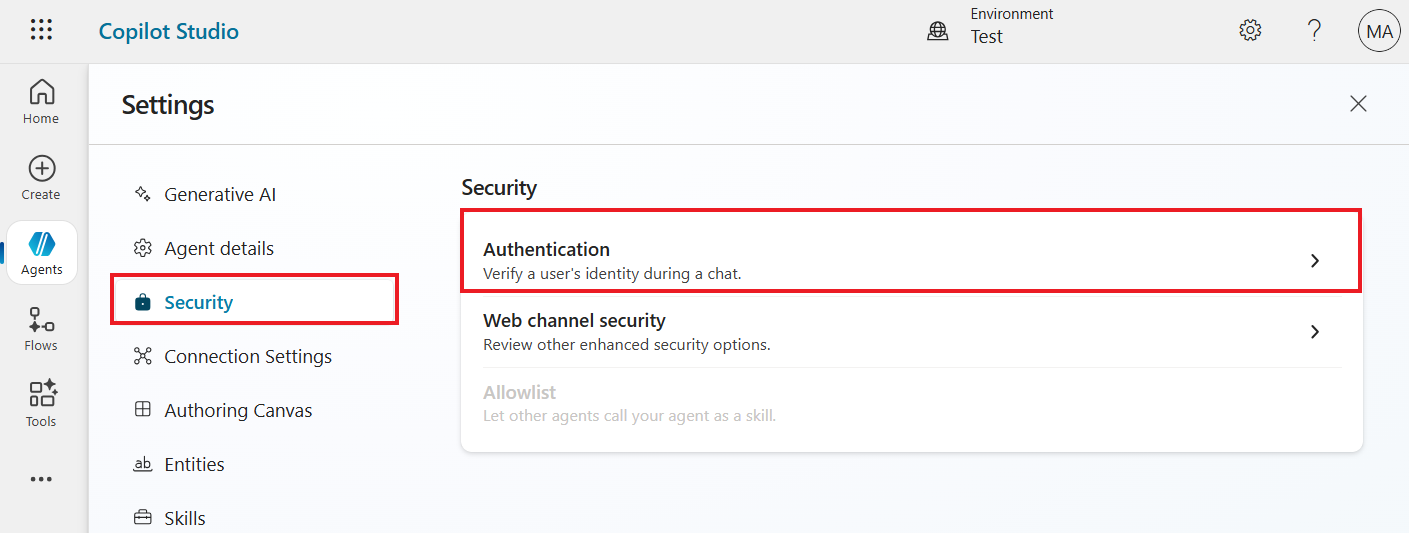 Copilot Studio
Environment
Test
MA
Home
Create
Agents
Flows
Tools
Settings
Generative AI
Agent details
Security
Connection Settings
Authoring Canvas
Entities
Skills
Security
Authentication
Verify a user's identity during a chat.
Web channel security
Review other enhanced security options.
Allowlist
Let other agents call your agent as a skill.